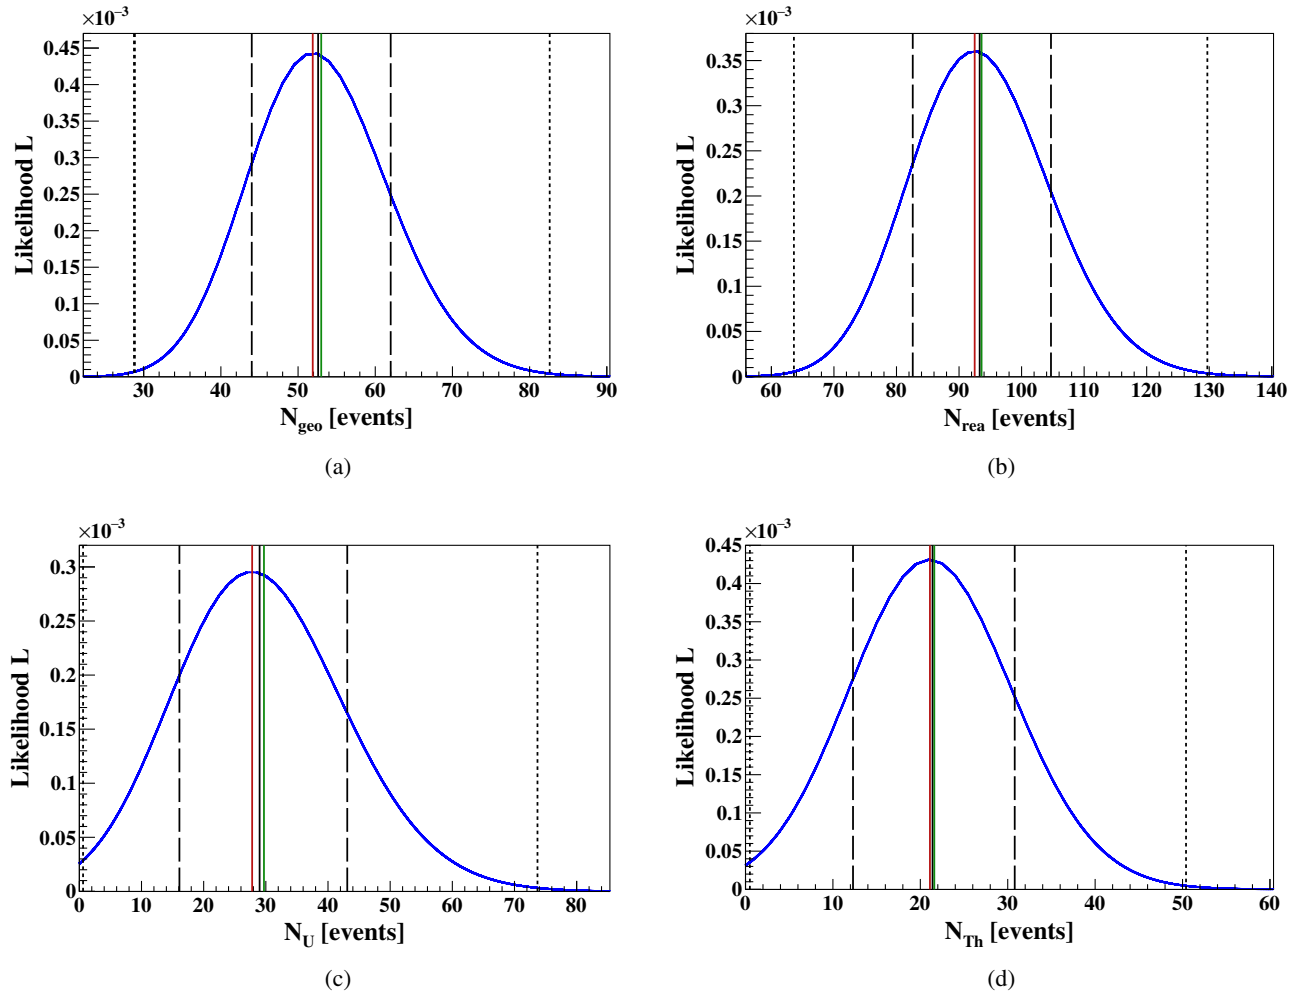 ×10⁻³
0.45
0.4
0.35
0.3
0.25
0.2
0.15
0.1
0.05
0
Likelihood L
30 40 50 60 70 80 90
N_geo [events]
(a)
×10⁻³
0.35
0.3
0.25
0.2
0.15
0.1
0.05
0
Likelihood L
60 70 80 90 100 110 120 130 140
N_rea [events]
(b)
×10⁻³
0.3
0.25
0.2
0.15
0.1
0.05
0
Likelihood L
0 10 20 30 40 50 60 70 80
N_U [events]
(c)
×10⁻³
0.45
0.4
0.35
0.3
0.25
0.2
0.15
0.1
0.05
0
Likelihood L
0 10 20 30 40 50 60
N_Th [events]
(d)